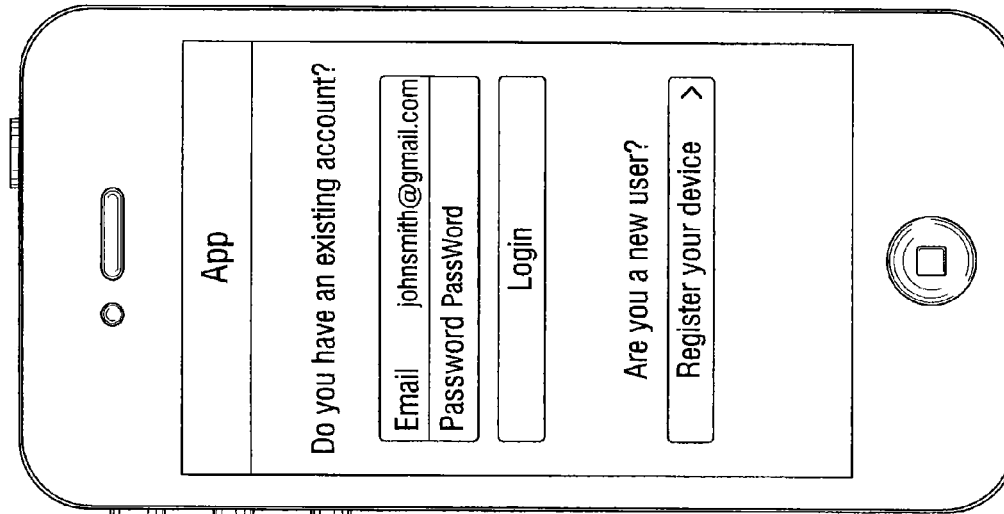 App
Do you have an existing account?
Email johnsmith@gmail.com
Password PassWord
Login
Are you a new user?
Register your device >